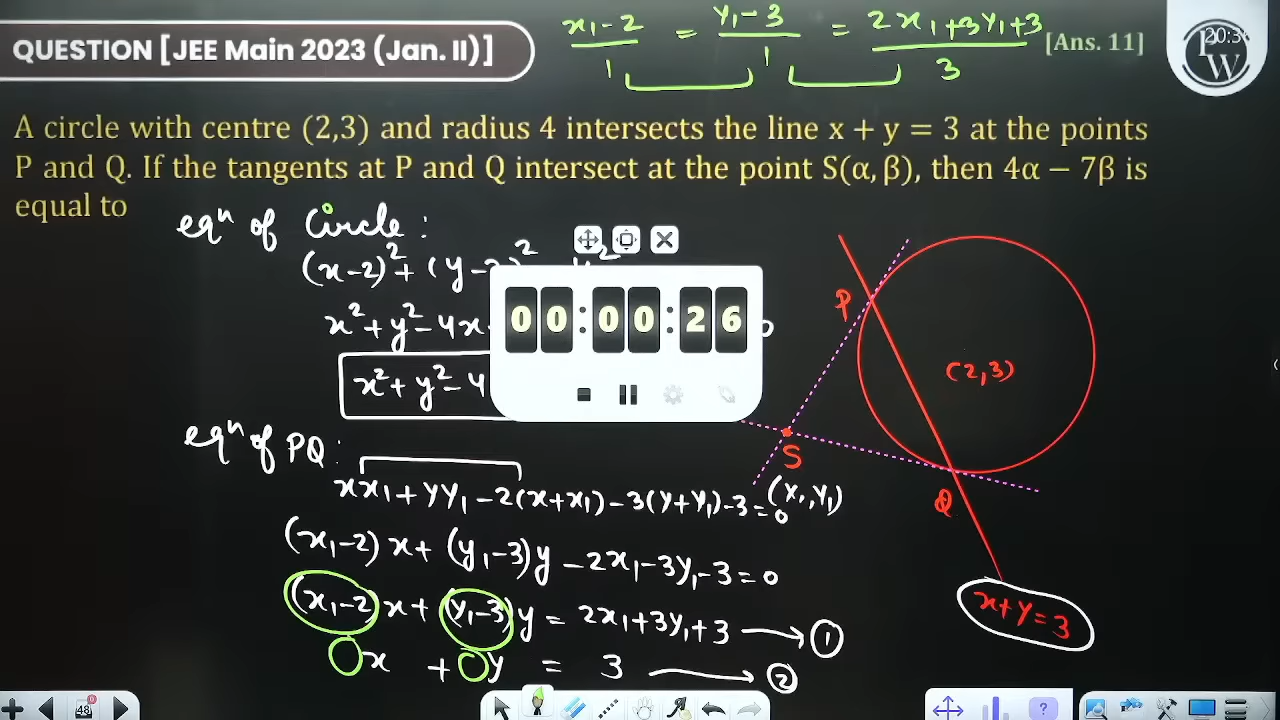 x₁-2/1 = y₁-3/1 = 2x₁+3y₁+3/3
QUESTION [JEE Main 2023 (Jan. II)]
[Ans. 11]
20:3
P
W
A circle with centre (2,3) and radius 4 intersects the line x + y = 3 at the points
P and Q. If the tangents at P and Q intersect at the point S(α, β), then 4α − 7β is
equal to
eqⁿ of Circle :
(x-2)² + (y-
x² + y² - 4x
x² + y² - 4
00:00:26
eqⁿ of PQ :
xx₁ + yy₁ - 2(x+x₁) - 3(y+y₁) - 3 = 0
(x₁-2)x + (y₁-3)y - 2x₁ - 3y₁ - 3 = 0
(x₁-2)x + (y₁-3)y = 2x₁+3y₁+3 → ①
x + y = 3 → ②
P
(2,3)
S
(x₁, y₁)
Q
x+y=3
48
?